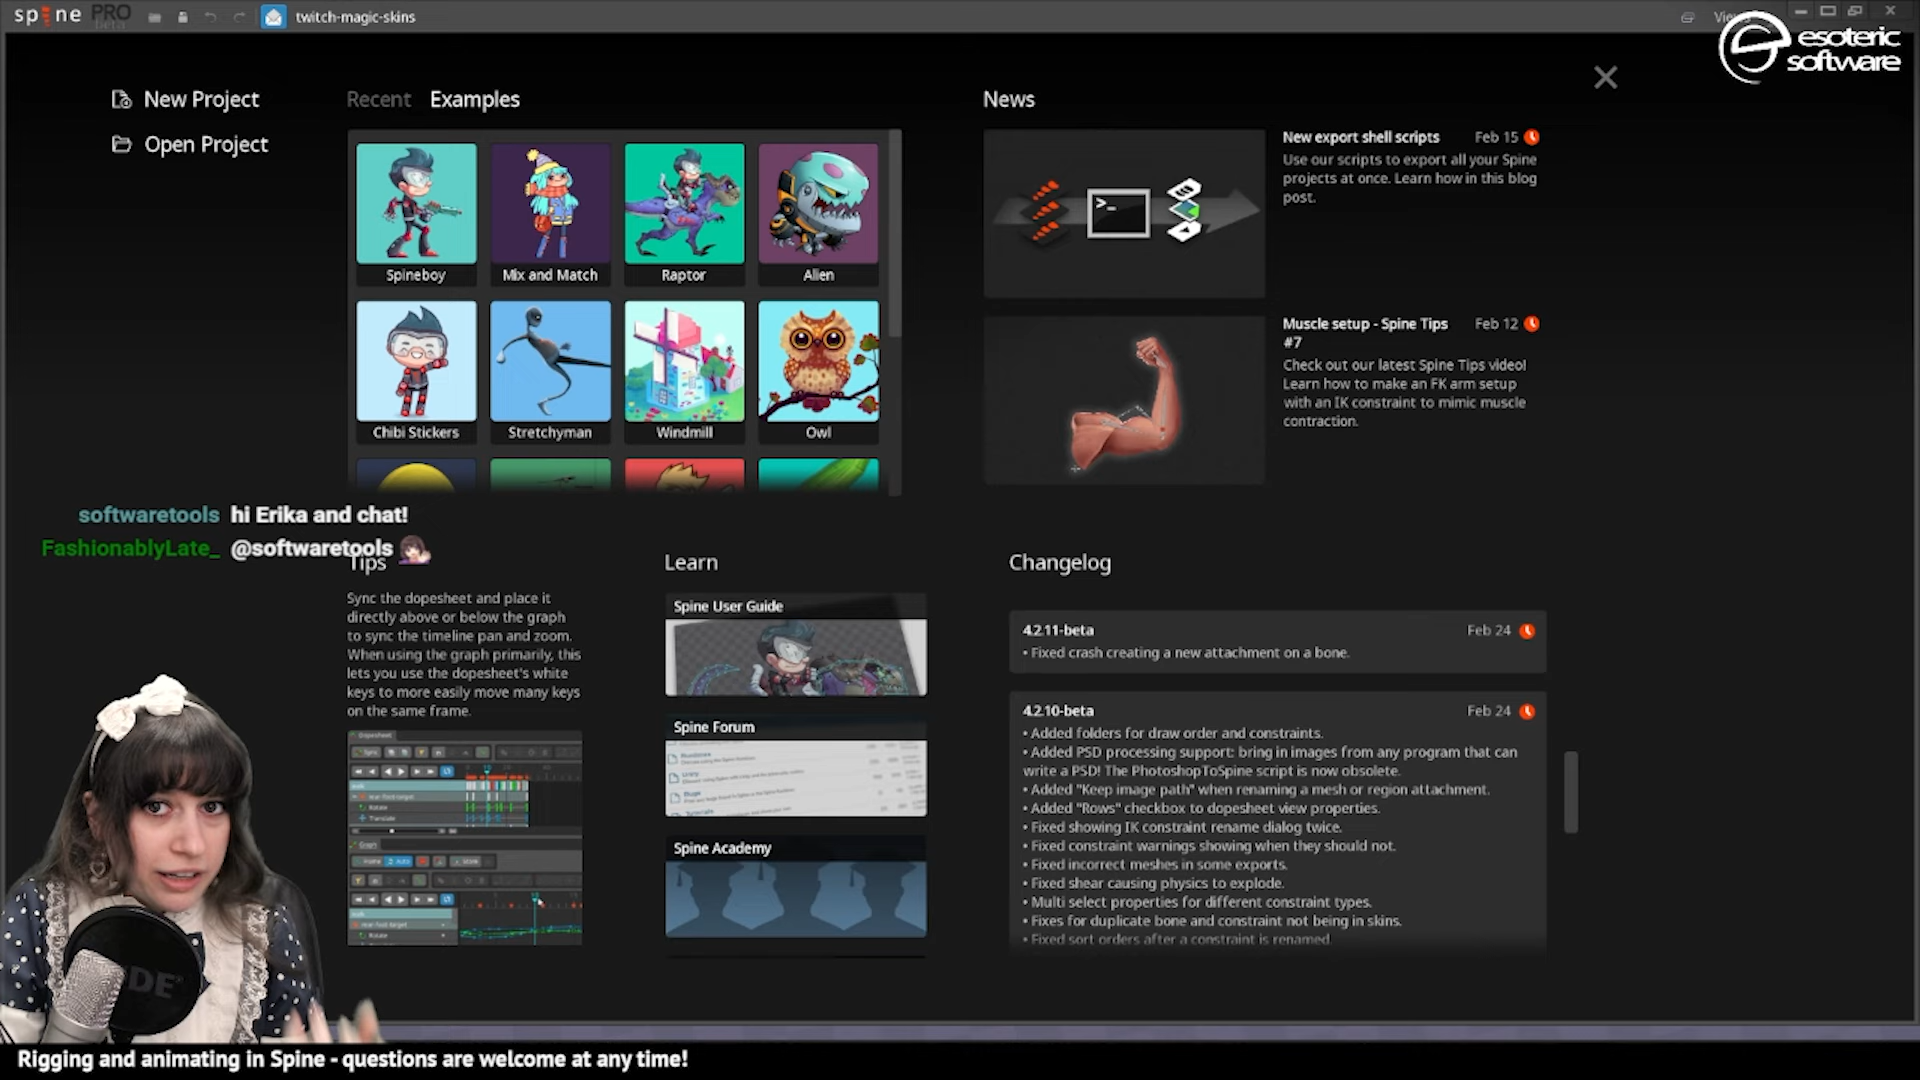 spine PRO
beta
twitch-magic-skins
esoteric
software
New Project
Open Project
Recent Examples
Spineboy
Mix and Match
Raptor
Alien
Chibi Stickers
Stretchyman
Windmill
Owl
News
New export shell scripts Feb 15
Use our scripts to export all your Spine
projects at once. Learn how in this blog
post.
Muscle setup - Spine Tips Feb 12
#7
Check out our latest Spine Tips video!
Learn how to make an FK arm setup
with an IK constraint to mimic muscle
contraction.
softwaretools hi Erika and chat!
FashionablyLate_ @softwaretools
Tips
Sync the dopesheet and place it
directly above or below the graph
to sync the timeline pan and zoom.
When using the graph primarily, this
lets you use the dopesheet's white
keys to more easily move many keys
on the same frame.
Dopesheet
Sync
Rotate
Translate
Graph
Auto
Rotate
Learn
Spine User Guide
Spine Forum
Spine Academy
Changelog
4.2.11-beta Feb 24
• Fixed crash creating a new attachment on a bone.
4.2.10-beta Feb 24
• Added folders for draw order and constraints.
• Added PSD processing support: bring in images from any program that can
write a PSD! The PhotoshopToSpine script is now obsolete.
• Added "Keep image path" when renaming a mesh or region attachment.
• Added "Rows" checkbox to dopesheet view properties.
• Fixed showing IK constraint rename dialog twice.
• Fixed constraint warnings showing when they should not.
• Fixed incorrect meshes in some exports.
• Fixed shear causing physics to explode.
• Multi select properties for different constraint types.
• Fixes for duplicate bone and constraint not being in skins.
• Fixed sort orders after a constraint is renamed.
Rigging and animating in Spine - questions are welcome at any time!